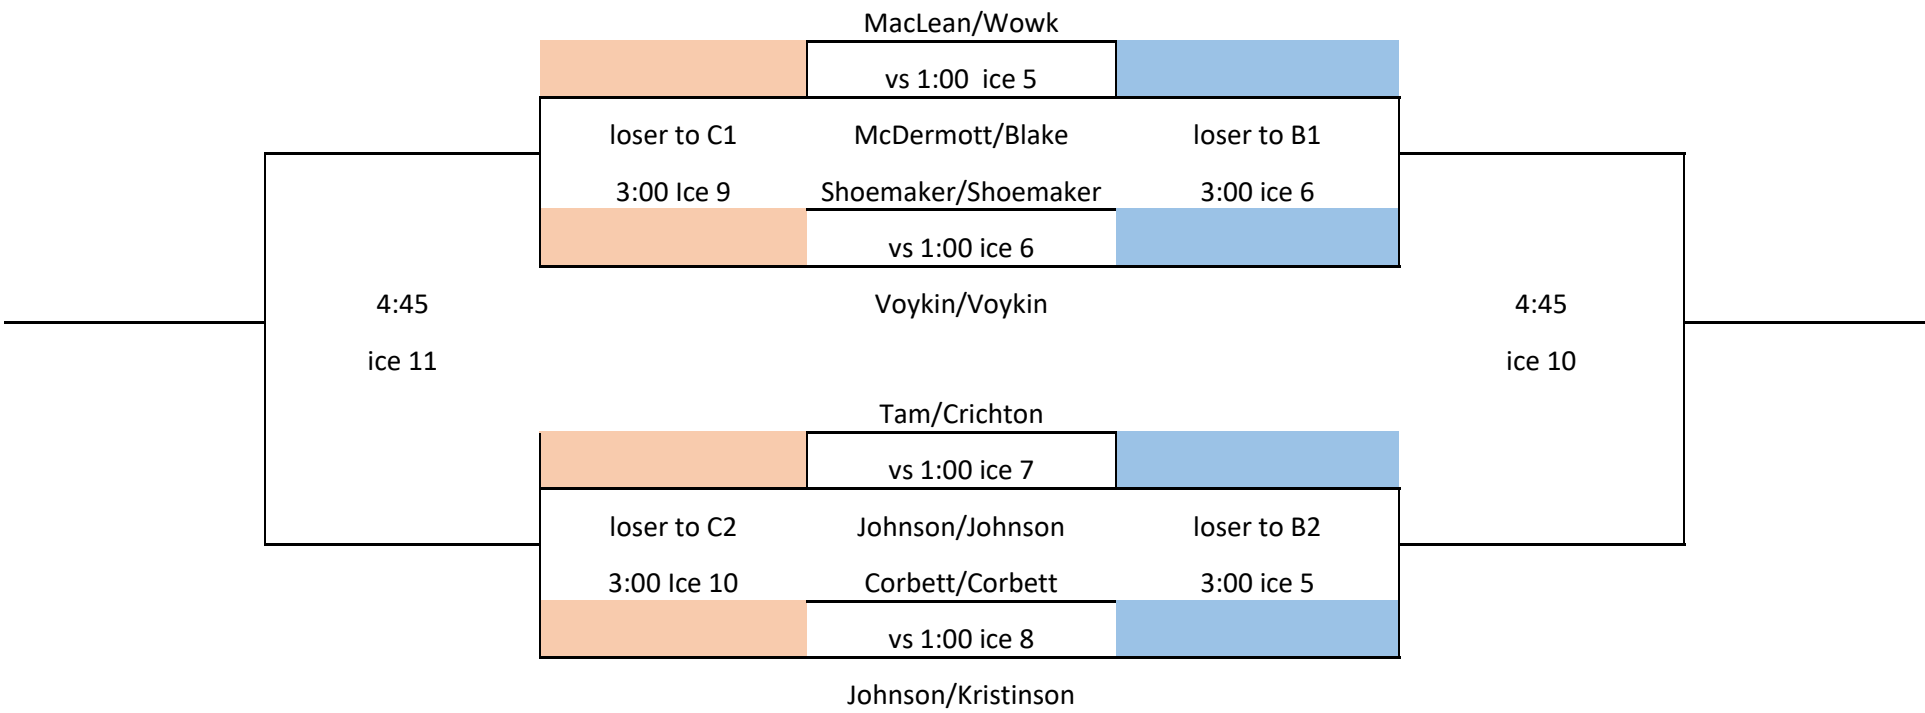 MacLean/Wowk
vs 1:00 ice 5
loser to C1 McDermott/Blake loser to B1
3:00 Ice 9 Shoemaker/Shoemaker 3:00 ice 6
vs 1:00 ice 6
4:45 Voykin/Voykin 4:45
ice 11 ice 10
Tam/Crichton
vs 1:00 ice 7
loser to C2 Johnson/Johnson loser to B2
3:00 Ice 10 Corbett/Corbett 3:00 ice 5
vs 1:00 ice 8
Johnson/Kristinson